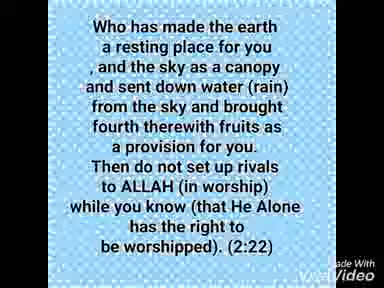 Who has made the earth
a resting place for you
, and the sky as a canopy
and sent down water (rain)
from the sky and brought
fourth therewith fruits as
a provision for you.
Then do not set up rivals
to ALLAH (in worship)
while you know (that He Alone
has the right to
be worshipped). (2:22)
ade With
VivaVideo